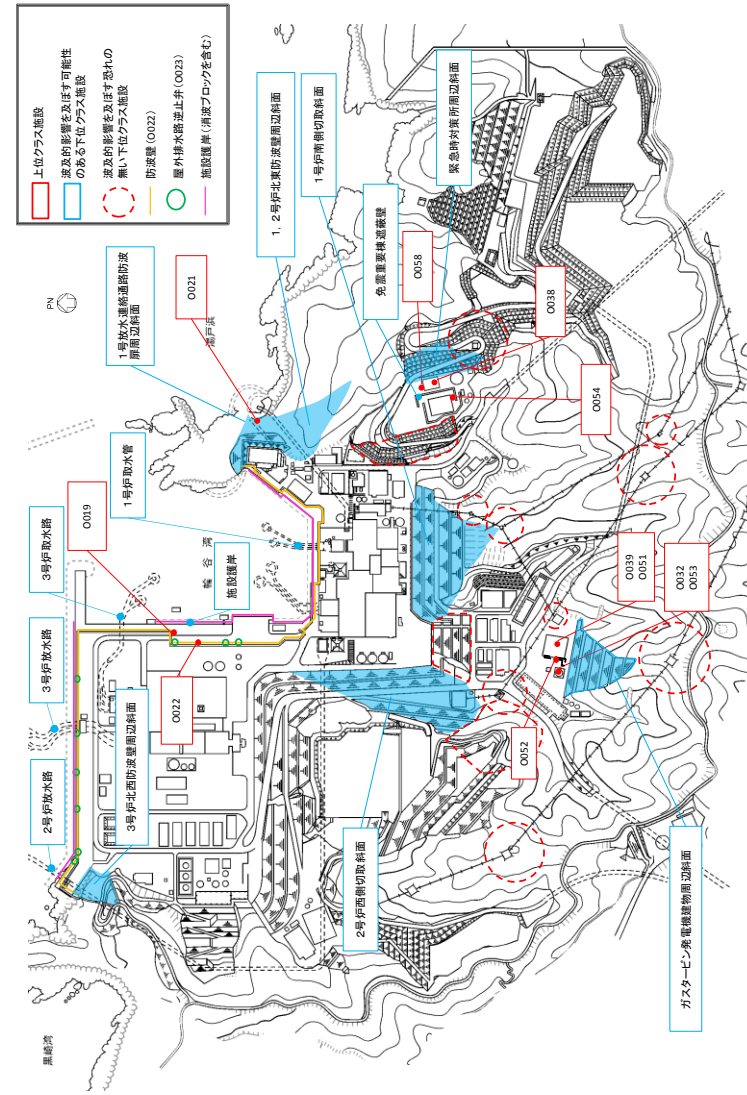 上位クラス施設
波及的影響を及ぼす可能性
のある下位クラス施設
波及的影響を及ぼす恐れの
無い下位クラス施設
防波壁(O022)
屋外排水路逆止弁(O023)
施設護岸(消波ブロックを含む)
PN
黒崎湾
輪谷湾
2号炉放水路
3号炉放水路
3号炉取水路
O019
1号炉取水管
施設護岸
O022
3号炉北西防波壁周辺斜面
1号放水連絡通路防波
扉周辺斜面
O021
1, 2号炉北東防波壁周辺斜面
1号炉南側切取斜面
免震重要棟遮蔽壁
O058
緊急時対策所周辺斜面
O038
O054
O039
O051
O032
O053
O052
2号炉西側切取斜面
ガスタービン発電機建物周辺斜面